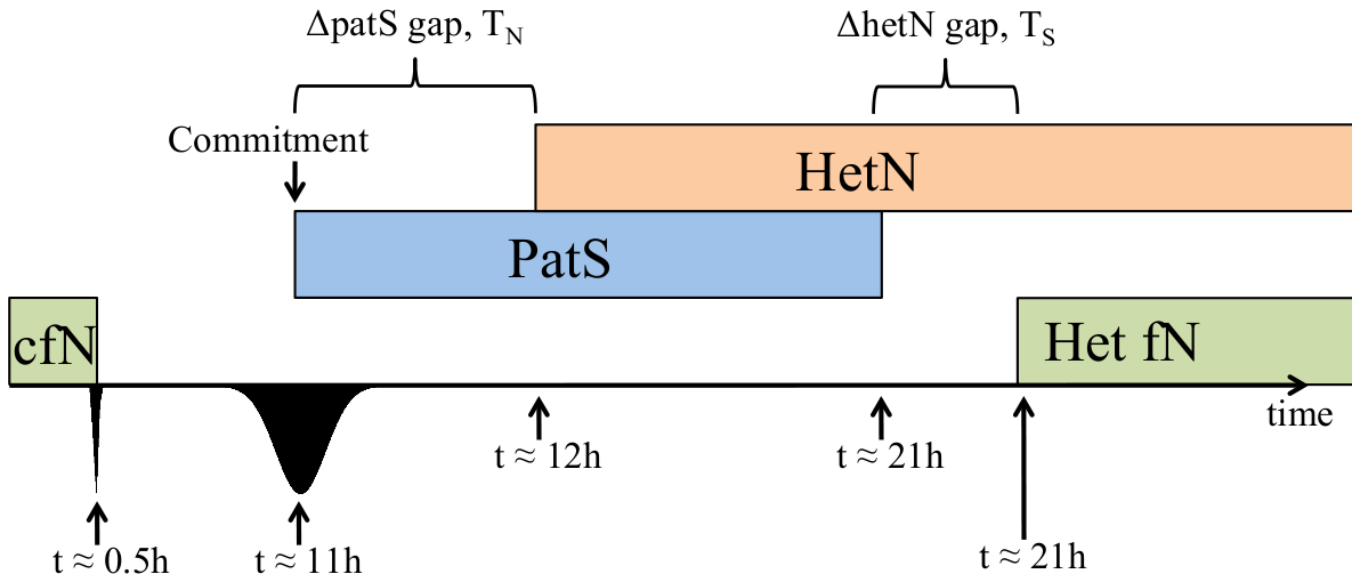 ΔpatS gap, T_N
ΔhetN gap, T_S
Commitment
HetN
PatS
cfN
Het fN
time
t ≈ 12h
t ≈ 21h
t ≈ 0.5h
t ≈ 11h
t ≈ 21h